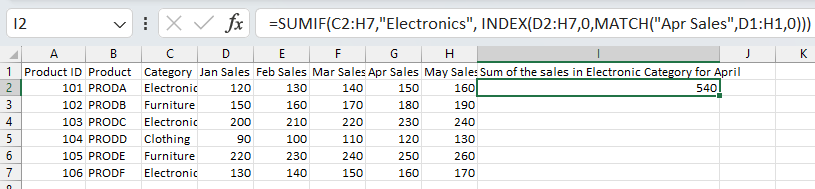 I2 fx =SUMIF(C2:H7,"Electronics", INDEX(D2:H7,0,MATCH("Apr Sales",D1:H1,0)))
A B C D E F G H I J K
1 Product ID Product Category Jan Sales Feb Sales Mar Sales Apr Sales May Sales Sum of the sales in Electronic Category for April
2 101 PRODA Electronic 120 130 140 150 160 540
3 102 PRODB Furniture 150 160 170 180 190
4 103 PRODC Electronic 200 210 220 230 240
5 104 PRODD Clothing 90 100 110 120 130
6 105 PRODE Furniture 220 230 240 250 260
7 106 PRODF Electronic 130 140 150 160 170